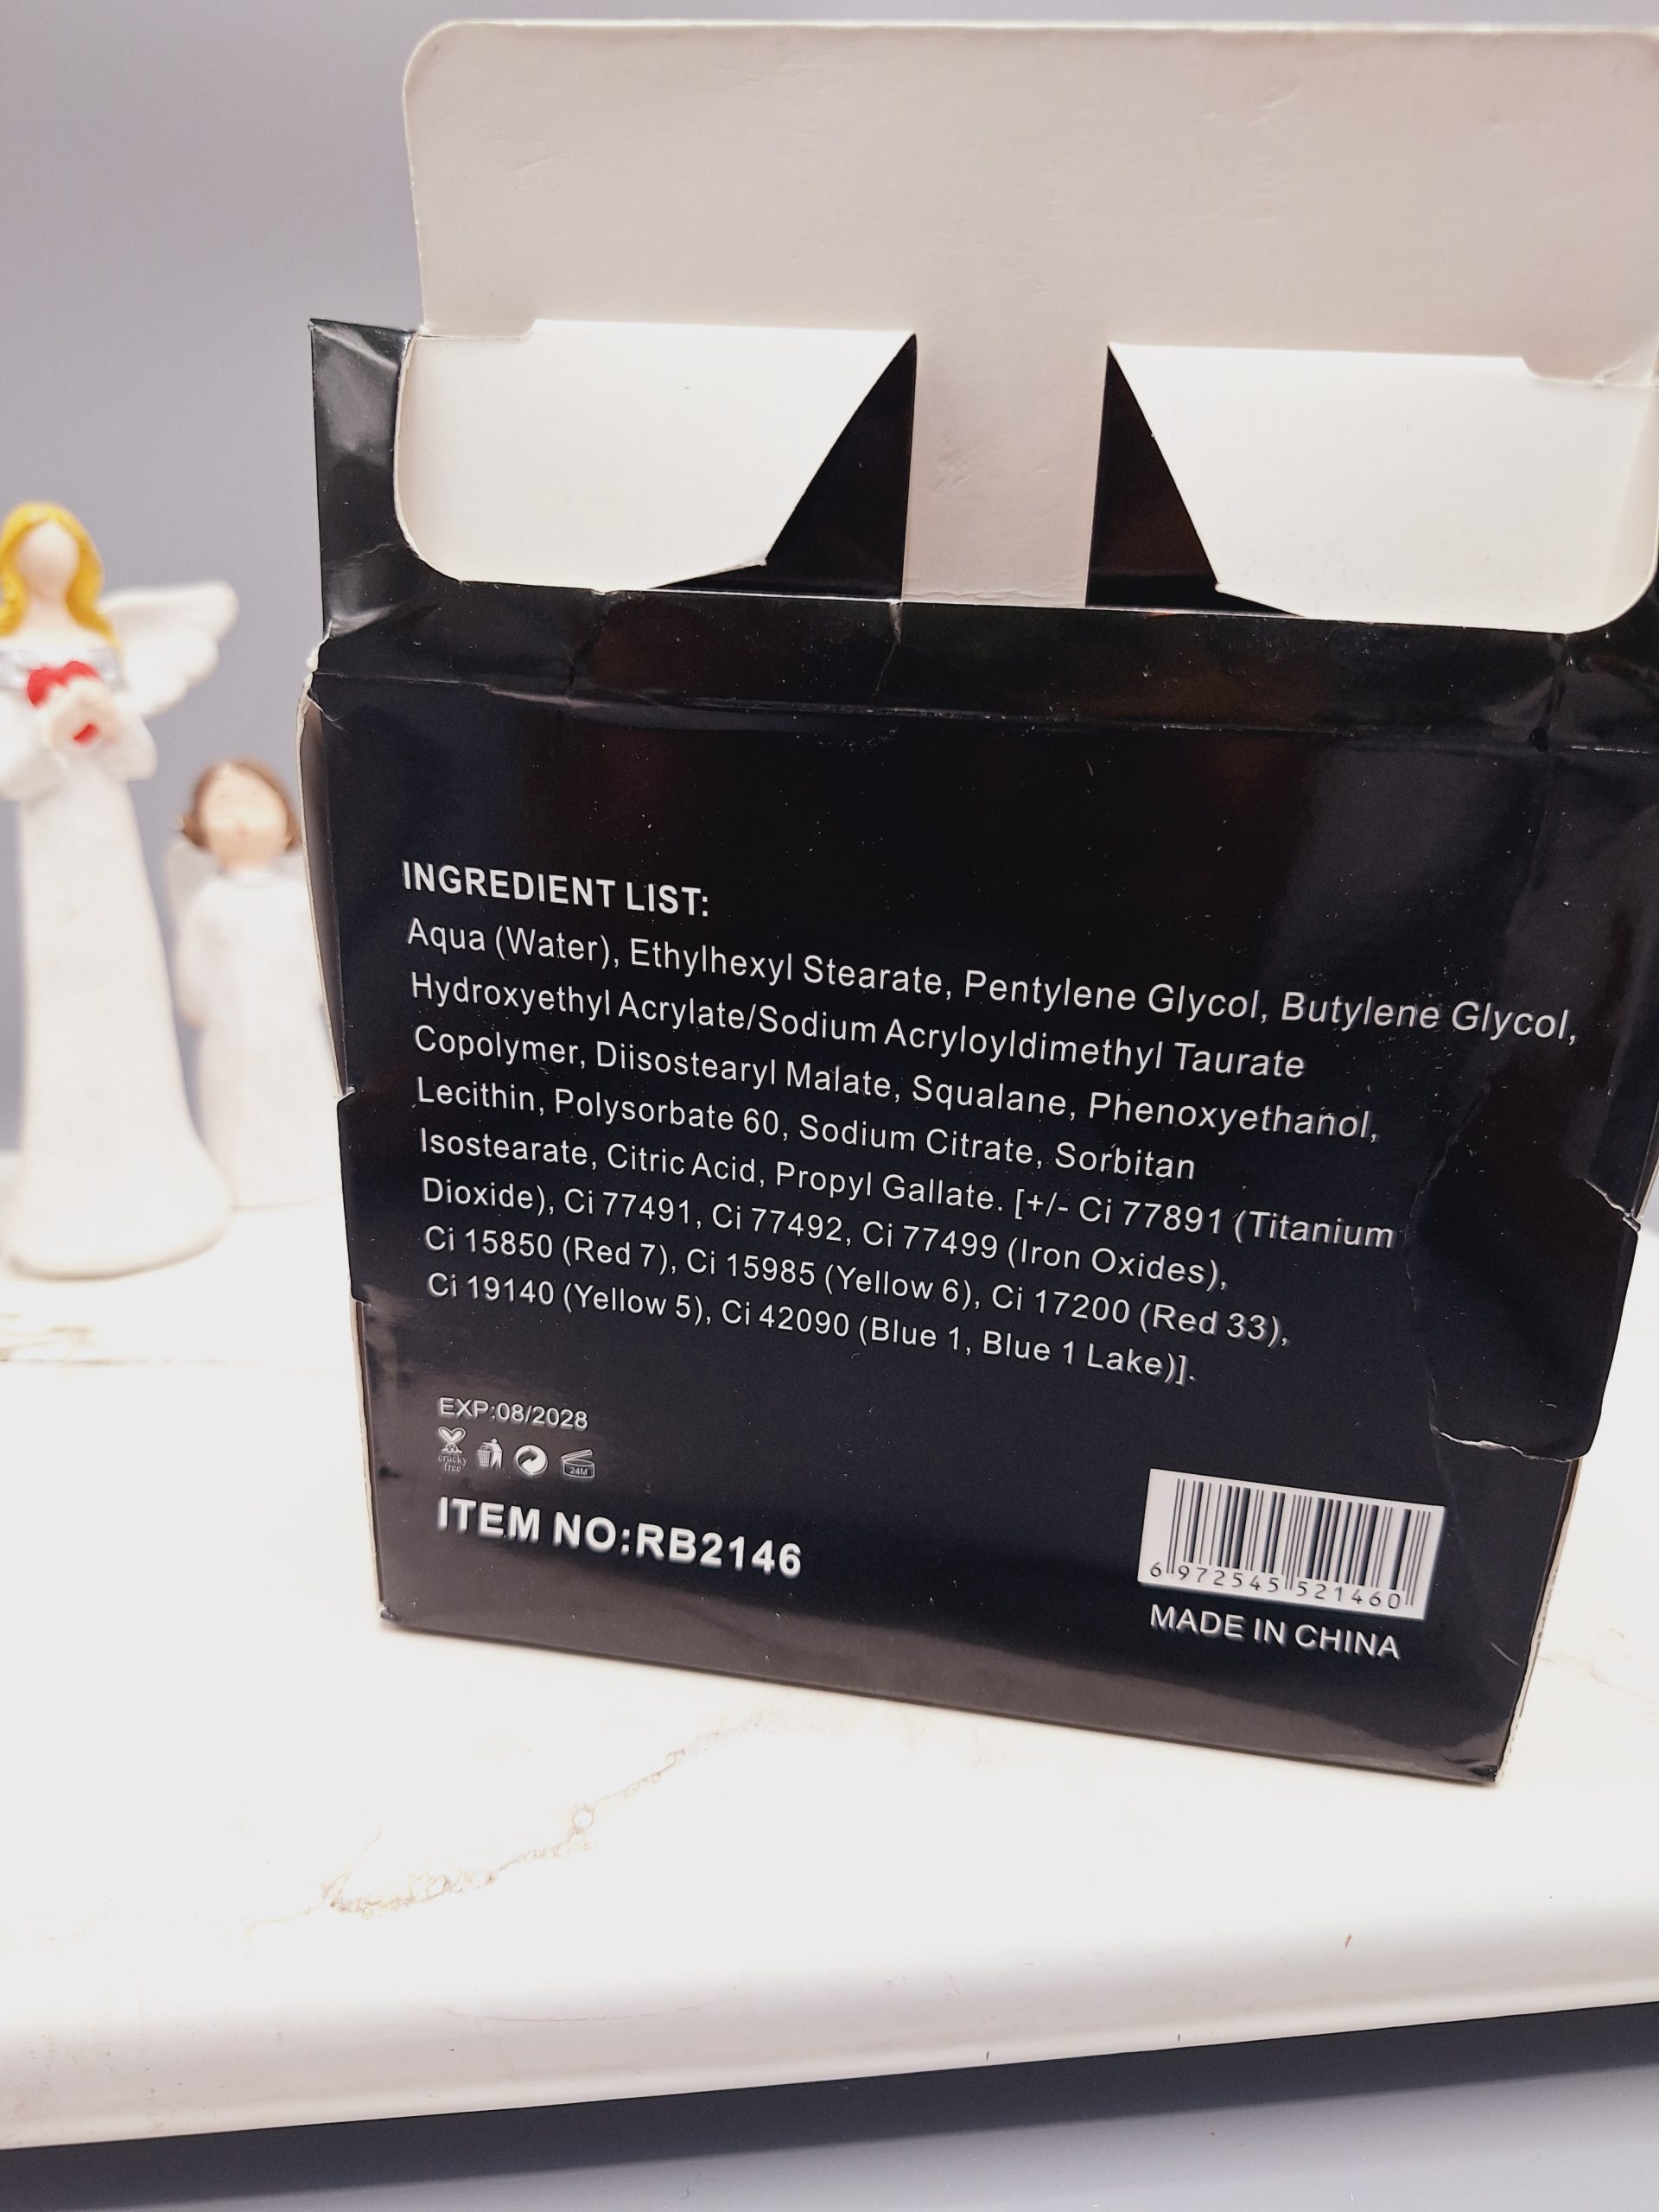 INGREDIENT LIST:
Aqua (Water), Ethylhexyl Stearate, Pentylene Glycol, Butylene Glycol,
Hydroxyethyl Acrylate/Sodium Acryloyldimethyl Taurate
Copolymer, Diisostearyl Malate, Squalane, Phenoxyethanol,
Lecithin, Polysorbate 60, Sodium Citrate, Sorbitan
Isostearate, Citric Acid, Propyl Gallate. [+/- Ci 77891 (Titanium
Dioxide), Ci 77491, Ci 77492, Ci 77499 (Iron Oxides),
Ci 15850 (Red 7), Ci 15985 (Yellow 6), Ci 17200 (Red 33),
Ci 19140 (Yellow 5), Ci 42090 (Blue 1, Blue 1 Lake)].
EXP:08/2028
free
24M
ITEM NO:RB2146
6 972545 521460
MADE IN CHINA